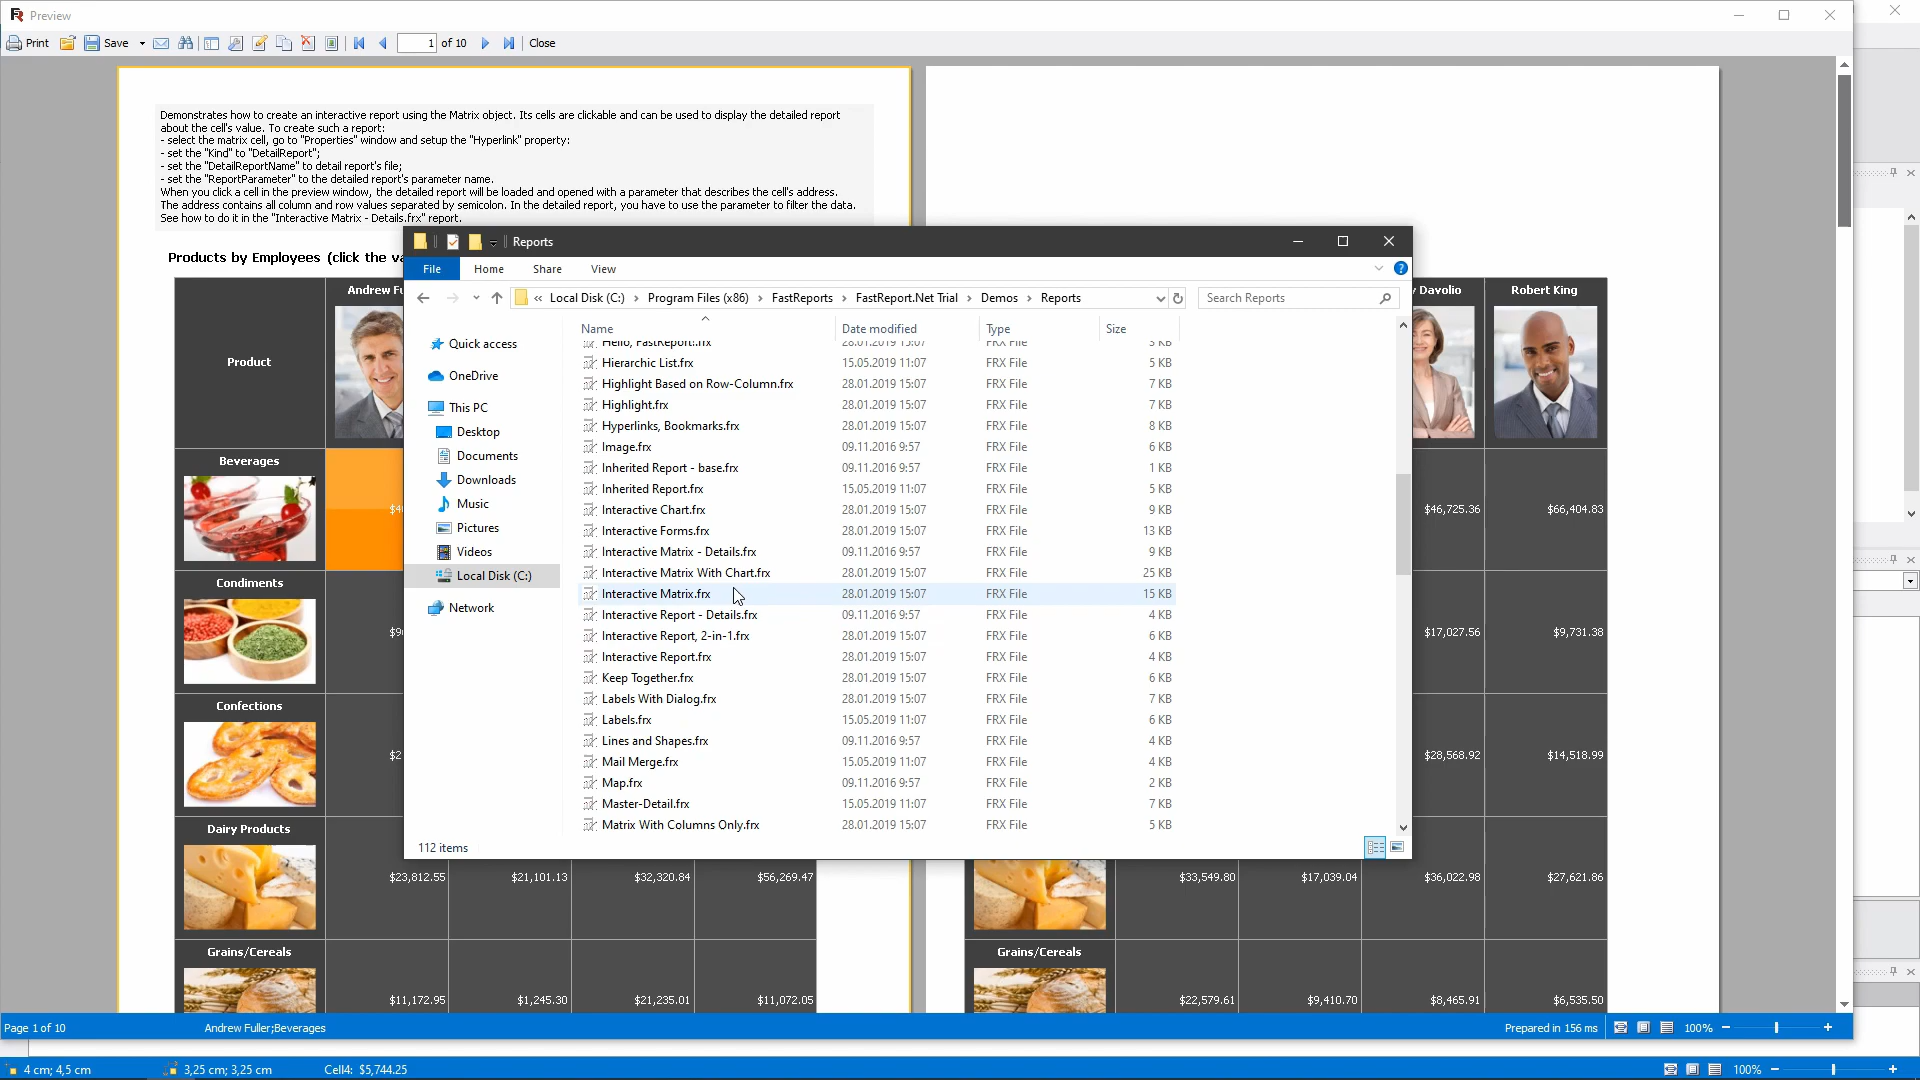 Preview
Print
Save
1 of 10
Close
Demonstrates how to create an interactive report using the Matrix object. Its cells are clickable and can be used to display the detailed report
about the cell's value. To create such a report:
- select the matrix cell, go to "Properties" window and setup the "Hyperlink" property:
- set the "Kind" to "DetailReport";
- set the "DetailReportName" to detail report's file;
- set the "ReportParameter" to the detailed report's parameter name.
When you click a cell in the preview window, the detailed report will be loaded and opened with a parameter that describes the cell's address.
The address contains all column and row values separated by semicolon. In the detailed report, you have to use the parameter to filter the data.
See how to do it in the "Interactive Matrix - Details.frx" report.
Products by Employees (click the
Product
Andrew
Davolio
Robert King
Beverages
$46,725.36 $66,404.83
Condiments
$17,027.56 $9,731.38
Confections
$28,568.92 $14,518.99
Dairy Products
$23,812.55 $21,101.13 $32,320.84 $56,269.47
$33,549.80 $17,039.04 $36,022.98 $27,621.86
Grains/Cereals
$11,172.95 $1,245.30 $21,235.01 $11,072.05
Grains/Cereals
$22,579.61 $9,410.70 $8,465.91 $6,535.50
Reports
File Home Share View
« Local Disk (C:) › Program Files (x86) › FastReports › FastReport.Net Trial › Demos › Reports
Search Reports
Quick access
OneDrive
This PC
Desktop
Documents
Downloads
Music
Pictures
Videos
Local Disk (C:)
Network
Name Date modified Type Size
Hello, FastReport!.frx 28.01.2019 15:07 FRX File 3 KB
Hierarchic List.frx 15.05.2019 11:07 FRX File 5 KB
Highlight Based on Row-Column.frx 28.01.2019 15:07 FRX File 7 KB
Highlight.frx 28.01.2019 15:07 FRX File 7 KB
Hyperlinks, Bookmarks.frx 28.01.2019 15:07 FRX File 8 KB
Image.frx 09.11.2016 9:57 FRX File 6 KB
Inherited Report - base.frx 09.11.2016 9:57 FRX File 1 KB
Inherited Report.frx 15.05.2019 11:07 FRX File 5 KB
Interactive Chart.frx 28.01.2019 15:07 FRX File 9 KB
Interactive Forms.frx 28.01.2019 15:07 FRX File 13 KB
Interactive Matrix - Details.frx 09.11.2016 9:57 FRX File 9 KB
Interactive Matrix With Chart.frx 28.01.2019 15:07 FRX File 25 KB
Interactive Matrix.frx 28.01.2019 15:07 FRX File 15 KB
Interactive Report - Details.frx 09.11.2016 9:57 FRX File 4 KB
Interactive Report, 2-in-1.frx 28.01.2019 15:07 FRX File 6 KB
Interactive Report.frx 28.01.2019 15:07 FRX File 4 KB
Keep Together.frx 28.01.2019 15:07 FRX File 6 KB
Labels With Dialog.frx 28.01.2019 15:07 FRX File 7 KB
Labels.frx 15.05.2019 11:07 FRX File 6 KB
Lines and Shapes.frx 09.11.2016 9:57 FRX File 4 KB
Mail Merge.frx 15.05.2019 11:07 FRX File 4 KB
Map.frx 09.11.2016 9:57 FRX File 2 KB
Master-Detail.frx 15.05.2019 11:07 FRX File 7 KB
Matrix With Columns Only.frx 28.01.2019 15:07 FRX File 5 KB
112 items
Page 1 of 10
Andrew Fuller;Beverages
Prepared in 156 ms
100%
4 cm; 4,5 cm
3,25 cm; 3,25 cm
Cell4: $5,744.25
100%